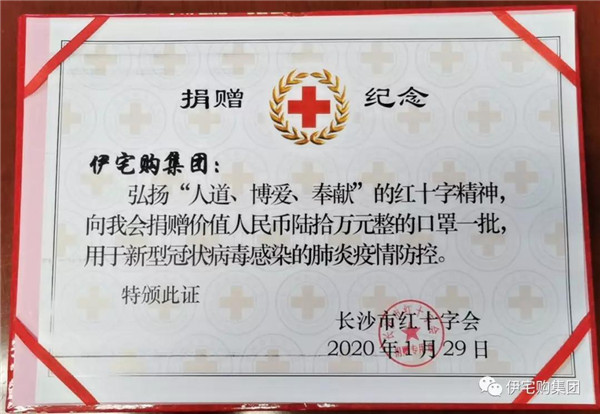 捐赠 纪念
伊宅购集团：
弘扬“人道、博爱、奉献”的红十字精神，
向我会捐赠价值人民币陆拾万元整的口罩一批，
用于新型冠状病毒感染的肺炎疫情防控。
特颁此证
长沙市红十字会
2020年1月29日
伊宅购集团